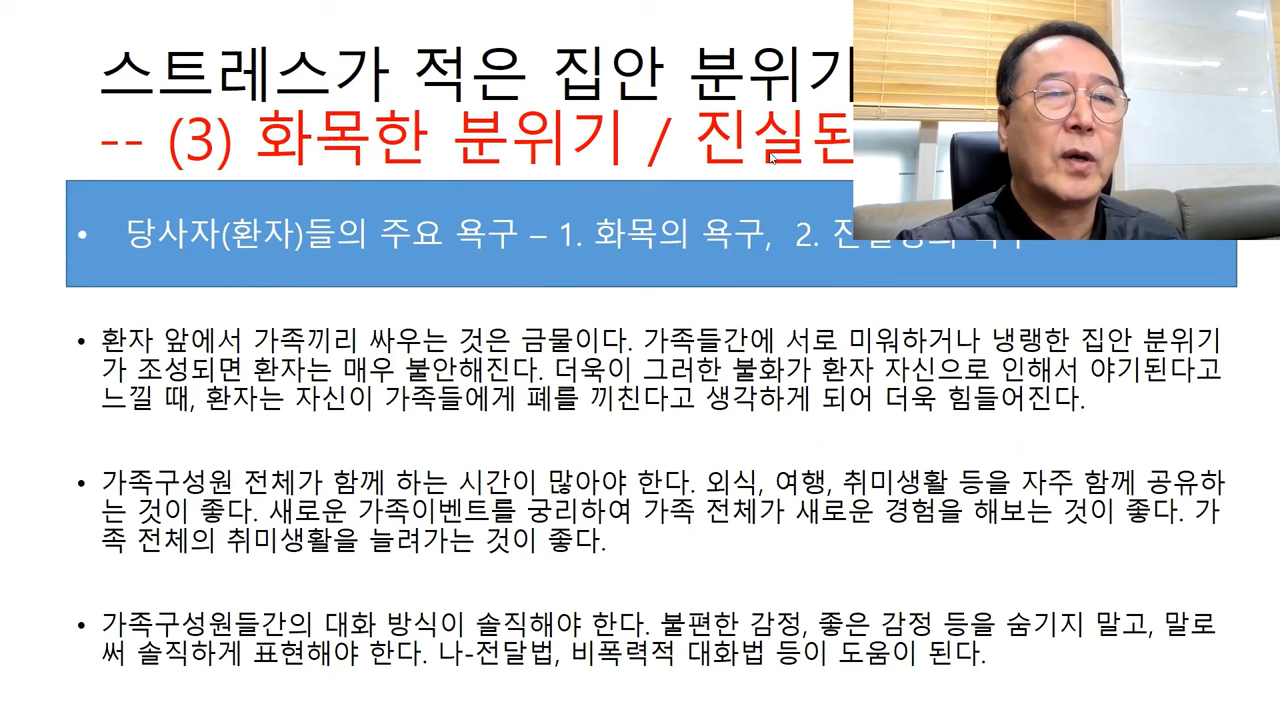 스트레스가 적은 집안 분위기
-- (3) 화목한 분위기 / 진실된
• 당사자(환자)들의 주요 욕구 – 1. 화목의 욕구, 2.
• 환자 앞에서 가족끼리 싸우는 것은 금물이다. 가족들간에 서로 미워하거나 냉랭한 집안 분위기
가 조성되면 환자는 매우 불안해진다. 더욱이 그러한 불화가 환자 자신으로 인해서 야기된다고
느낄 때, 환자는 자신이 가족들에게 폐를 끼친다고 생각하게 되어 더욱 힘들어진다.
• 가족구성원 전체가 함께 하는 시간이 많아야 한다. 외식, 여행, 취미생활 등을 자주 함께 공유하
는 것이 좋다. 새로운 가족이벤트를 궁리하여 가족 전체가 새로운 경험을 해보는 것이 좋다. 가
족 전체의 취미생활을 늘려가는 것이 좋다.
• 가족구성원들간의 대화 방식이 솔직해야 한다. 불편한 감정, 좋은 감정 등을 숨기지 말고, 말로
써 솔직하게 표현해야 한다. 나-전달법, 비폭력적 대화법 등이 도움이 된다.